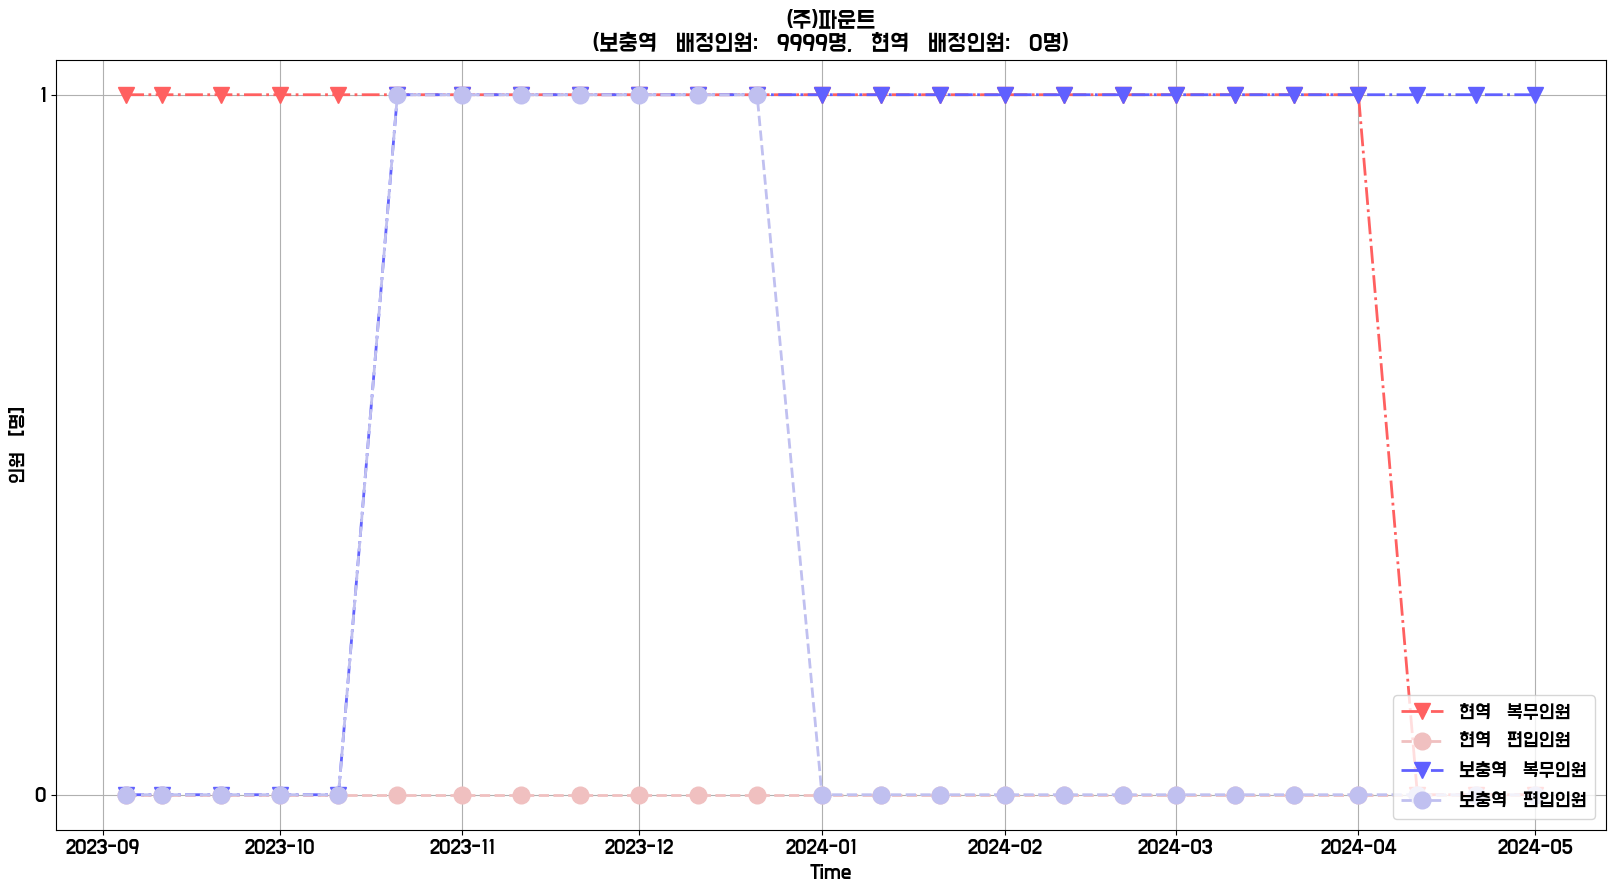 (주)파운트
(보충역 배정인원: 9999명, 현역 배정인원: 0명)
1
0
인원 [명]
2023-09 2023-10 2023-11 2023-12 2024-01 2024-02 2024-03 2024-04 2024-05
Time
현역 복무인원
현역 편입인원
보충역 복무인원
보충역 편입인원